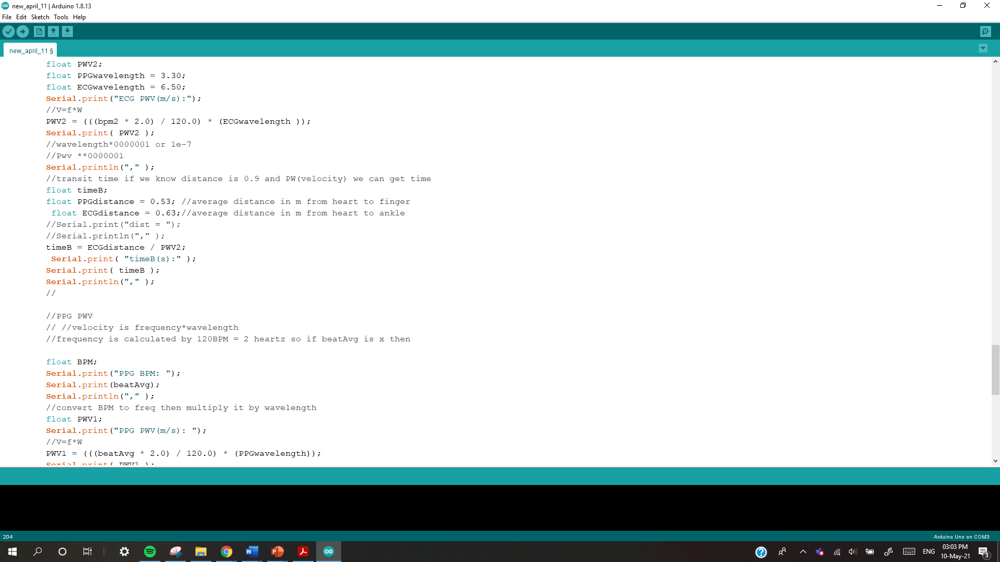 new_april_11 | Arduino 1.8.13
File Edit Sketch Tools Help
new_april_11 §
float PWV2;
float PPGwavelength = 3.30;
float ECGwavelength = 6.50;
Serial.print("ECG PWV(m/s):");
//V=f*W
PWV2 = (((bpm2 * 2.0) / 120.0) * (ECGwavelength ));
Serial.print( PWV2 );
//wavelength*0000001 or 1e-7
//Pwv **0000001
Serial.println("," );
//transit time if we know distance is 0.9 and PW(velocity) we can get time
float timeB;
float PPGdistance = 0.53; //average distance in m from heart to finger
float ECGdistance = 0.63;//average distance in m from heart to ankle
//Serial.print("dist = ");
//Serial.println("," );
timeB = ECGdistance / PWV2;
Serial.print( "timeB(s):" );
Serial.print( timeB );
Serial.println("," );
//
//PPG PWV
// //velocity is frequency*wavelength
//frequency is calculated by 120BPM = 2 heartz so if beatAvg is x then
float BPM;
Serial.print("PPG BPM: ");
Serial.print(beatAvg);
Serial.println("," );
//convert BPM to freq then multiply it by wavelength
float PWV1;
Serial.print("PPG PWV(m/s): ");
//V=f*W
PWV1 = (((beatAvg * 2.0) / 120.0) * (PPGwavelength));
Serial.print( PWV1 );
204
Arduino Uno on COM3
ENG
03:03 PM
10-May-21
3